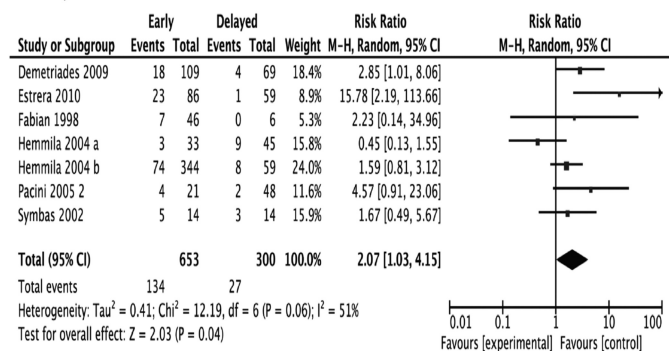 Early Delayed Risk Ratio Risk Ratio
Study or Subgroup Events Total Events Total Weight M-H, Random, 95% CI M-H, Random, 95% CI
Demetriades 2009 18 109 4 69 18.4% 2.85 [1.01, 8.06]
Estrera 2010 23 86 1 59 8.9% 15.78 [2.19, 113.66]
Fabian 1998 7 46 0 6 5.3% 2.23 [0.14, 34.96]
Hemmila 2004 a 3 33 9 45 15.8% 0.45 [0.13, 1.55]
Hemmila 2004 b 74 344 8 59 24.0% 1.59 [0.81, 3.12]
Pacini 2005 2 4 21 2 48 11.6% 4.57 [0.91, 23.06]
Symbas 2002 5 14 3 14 15.9% 1.67 [0.49, 5.67]
Total (95% CI) 653 300 100.0% 2.07 [1.03, 4.15]
Total events 134 27
Heterogeneity: Tau² = 0.41; Chi² = 12.19, df = 6 (P = 0.06); I² = 51%
Test for overall effect: Z = 2.03 (P = 0.04)
0.01 0.1 1 10 100
Favours [experimental] Favours [control]